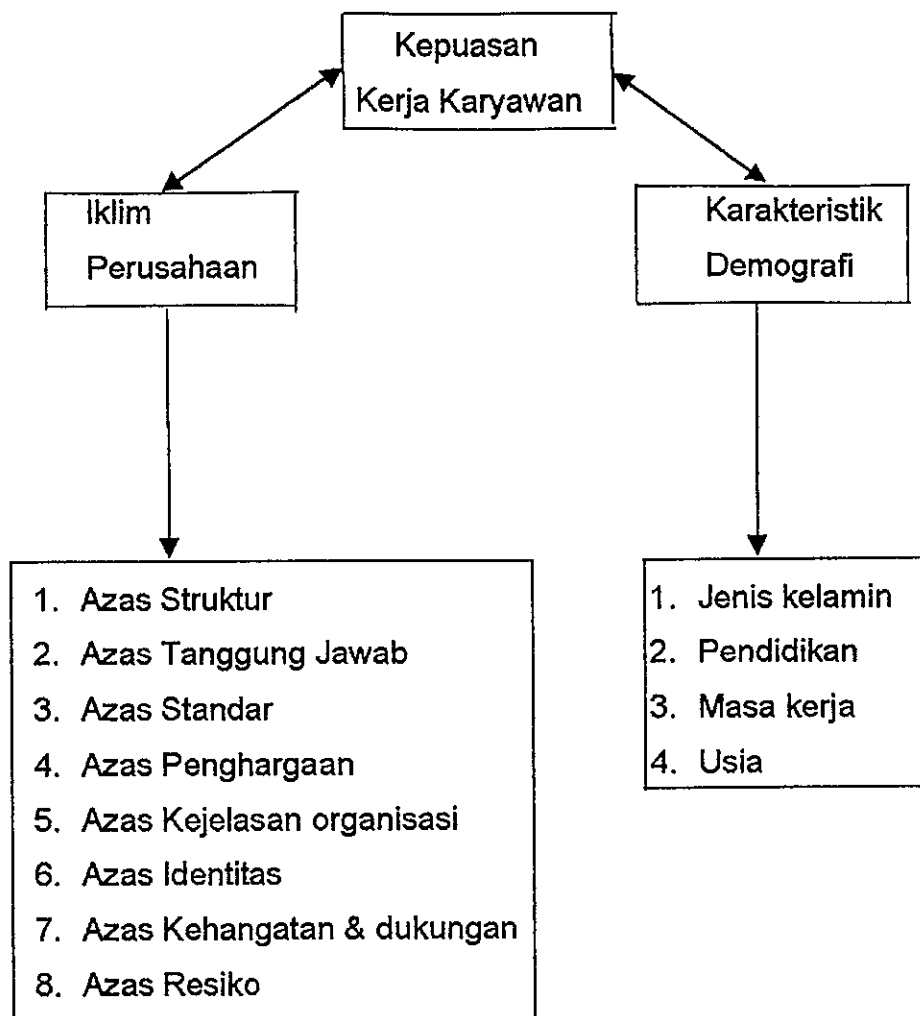 Kepuasan
Kerja Karyawan
Iklim
Perusahaan
Karakteristik
Demografi
1. Azas Struktur
2. Azas Tanggung Jawab
3. Azas Standar
4. Azas Penghargaan
5. Azas Kejelasan organisasi
6. Azas Identitas
7. Azas Kehangatan & dukungan
8. Azas Resiko
1. Jenis kelamin
2. Pendidikan
3. Masa kerja
4. Usia